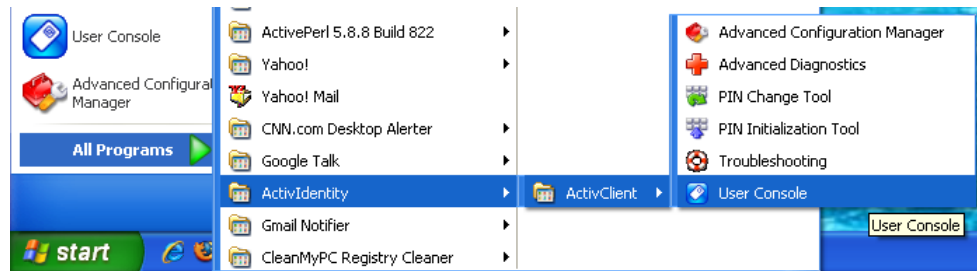 User Console
Advanced Configurat
Manager
All Programs
start
ActivePerl 5.8.8 Build 822
Yahoo!
Yahoo! Mail
CNN.com Desktop Alerter
Google Talk
ActivIdentity
Gmail Notifier
CleanMyPC Registry Cleaner
ActivClient
Advanced Configuration Manager
Advanced Diagnostics
PIN Change Tool
PIN Initialization Tool
Troubleshooting
User Console
User Console